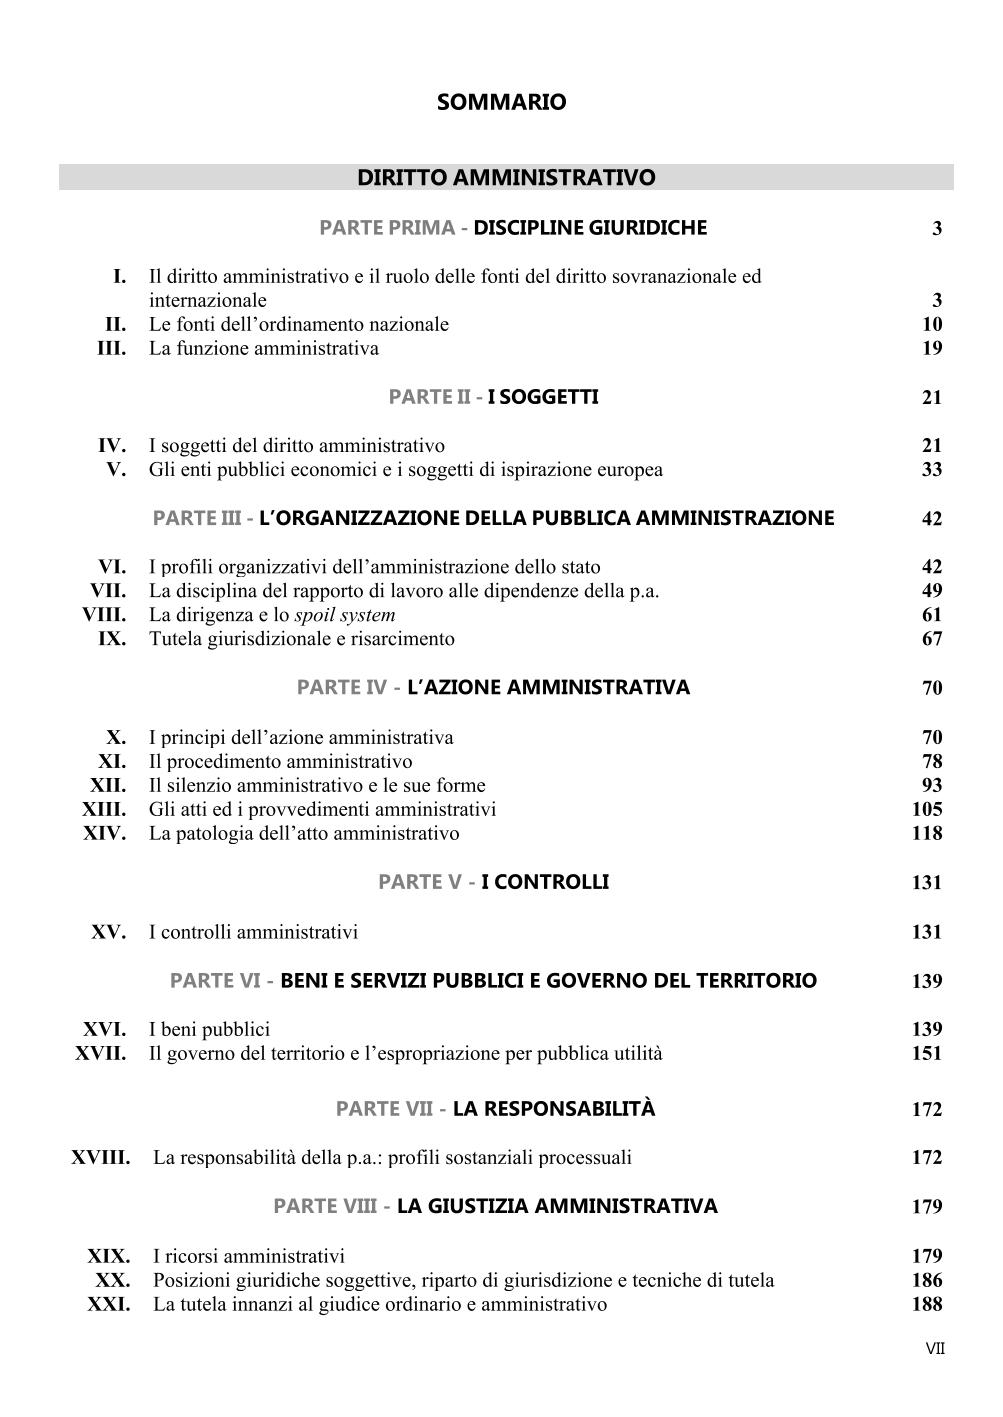 SOMMARIO
DIRITTO AMMINISTRATIVO
PARTE PRIMA - DISCIPLINE GIURIDICHE 3
I. Il diritto amministrativo e il ruolo delle fonti del diritto sovranazionale ed
internazionale 3
II. Le fonti dell’ordinamento nazionale 10
III. La funzione amministrativa 19
PARTE II - I SOGGETTI 21
IV. I soggetti del diritto amministrativo 21
V. Gli enti pubblici economici e i soggetti di ispirazione europea 33
PARTE III - L’ORGANIZZAZIONE DELLA PUBBLICA AMMINISTRAZIONE 42
VI. I profili organizzativi dell’amministrazione dello stato 42
VII. La disciplina del rapporto di lavoro alle dipendenze della p.a. 49
VIII. La dirigenza e lo spoil system 61
IX. Tutela giurisdizionale e risarcimento 67
PARTE IV - L’AZIONE AMMINISTRATIVA 70
X. I principi dell’azione amministrativa 70
XI. Il procedimento amministrativo 78
XII. Il silenzio amministrativo e le sue forme 93
XIII. Gli atti ed i provvedimenti amministrativi 105
XIV. La patologia dell’atto amministrativo 118
PARTE V - I CONTROLLI 131
XV. I controlli amministrativi 131
PARTE VI - BENI E SERVIZI PUBBLICI E GOVERNO DEL TERRITORIO 139
XVI. I beni pubblici 139
XVII. Il governo del territorio e l’espropriazione per pubblica utilità 151
PARTE VII - LA RESPONSABILITÀ 172
XVIII. La responsabilità della p.a.: profili sostanziali processuali 172
PARTE VIII - LA GIUSTIZIA AMMINISTRATIVA 179
XIX. I ricorsi amministrativi 179
XX. Posizioni giuridiche soggettive, riparto di giurisdizione e tecniche di tutela 186
XXI. La tutela innanzi al giudice ordinario e amministrativo 188
VII